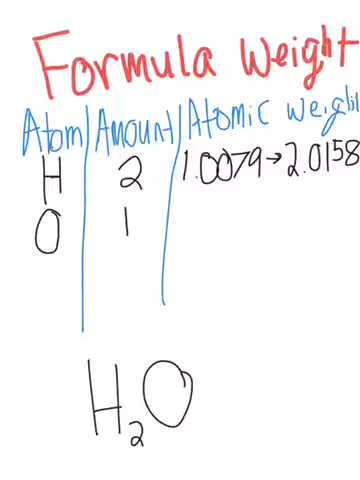 Formula Weight
Atom Amount Atomic weight
H 2 1.0079→2.0158
O 1
H₂O